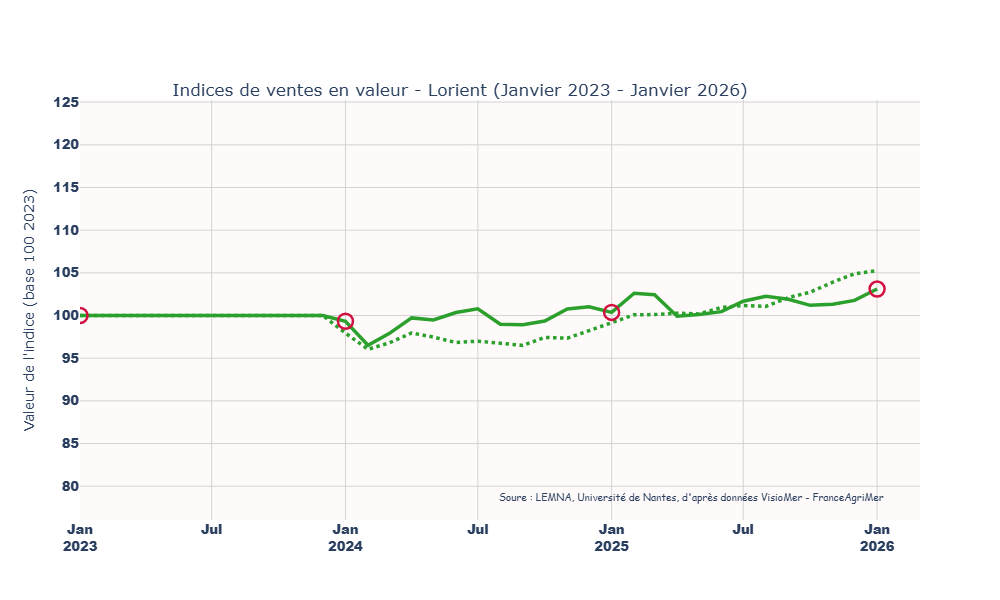 Indices de ventes en valeur - Lorient (Janvier 2023 - Janvier 2026)
Valeur de l'indice (base 100 2023)
125
120
115
110
105
100
95
90
85
80
Soure : LEMNA, Université de Nantes, d'après données VisioMer - FranceAgriMer
Jan Jul Jan Jul Jan Jul Jan
2023 2024 2025 2026